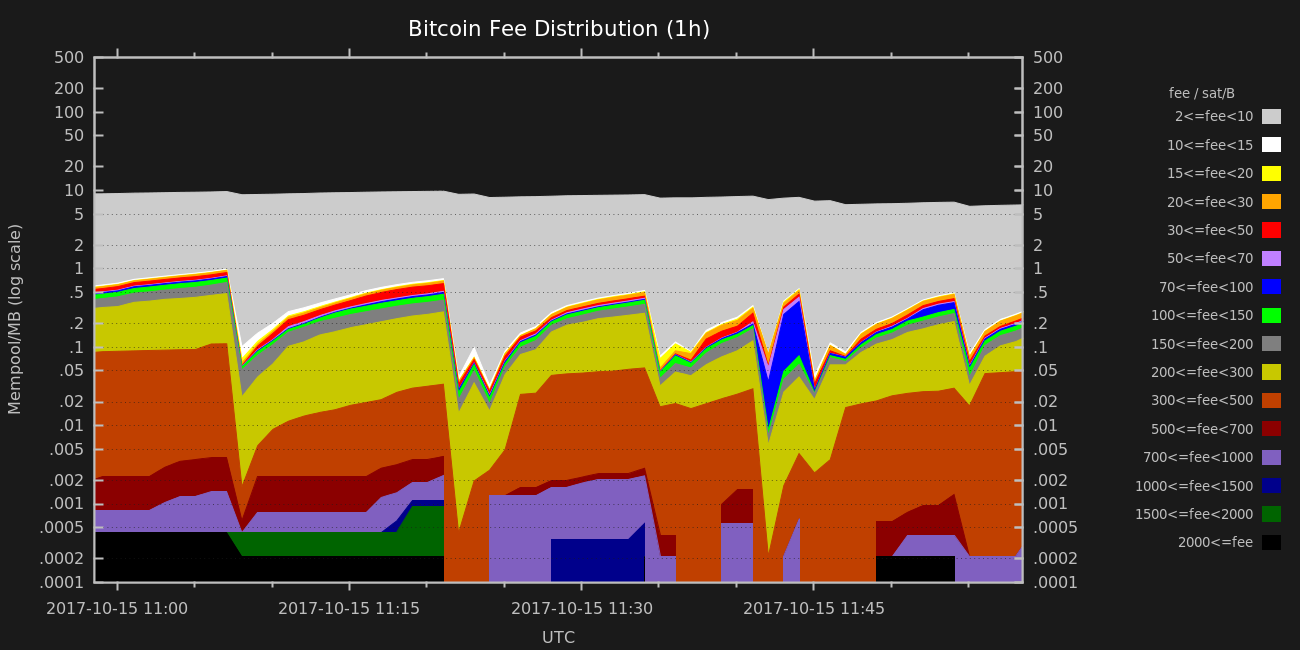 Bitcoin Fee Distribution (1h)
500
200
100
50
20
10
5
2
1
.5
.2
.1
.05
.02
.01
.005
.002
.001
.0005
.0002
.0001
Mempool/MB (log scale)
500
200
100
50
20
10
5
2
1
.5
.2
.1
.05
.02
.01
.005
.002
.001
.0005
.0002
.0001
2017-10-15 11:00
2017-10-15 11:15
2017-10-15 11:30
2017-10-15 11:45
UTC
fee / sat/B
2<=fee<10
10<=fee<15
15<=fee<20
20<=fee<30
30<=fee<50
50<=fee<70
70<=fee<100
100<=fee<150
150<=fee<200
200<=fee<300
300<=fee<500
500<=fee<700
700<=fee<1000
1000<=fee<1500
1500<=fee<2000
2000<=fee